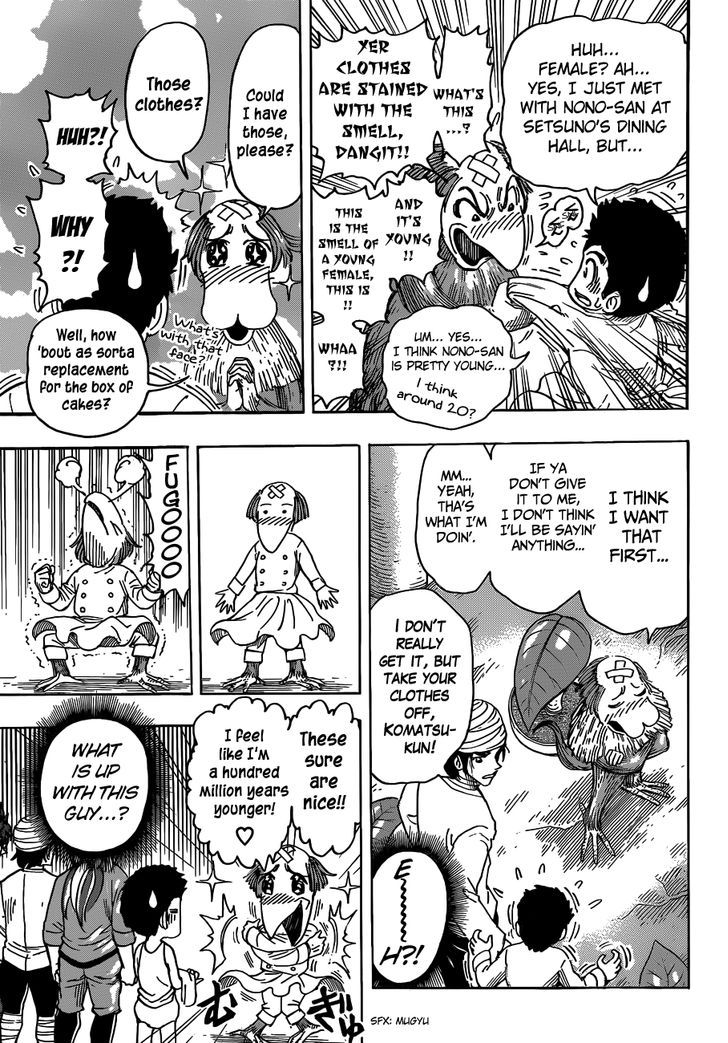 HUH...
FEMALE? AH...
YES, I JUST MET
WITH NONO-SAN AT
SETSUNO'S DINING
HALL, BUT...
WHAT'S
THIS
...?
YER
CLOTHES
ARE STAINED
WITH THE
SMELL,
DANGIT!!
AND
IT'S
YOUNG
!!
THIS
IS THE
SMELL OF
A YOUNG
FEMALE,
THIS IS
!!
UM... YES...
I THINK NONO-SAN
IS PRETTY YOUNG...
I think
around 20?
WHAA
?!!
Could
I have
those,
please?
Those
clothes?
What's
with that
face?!
HUH?!
WHY
?!
Well, how
'bout as sorta
replacement
for the box of
cakes?
I THINK
I WANT
THAT
FIRST...
IF YA
DON'T GIVE
IT TO ME,
I DON'T THINK
I'LL BE SAYIN'
ANYTHING...
MM...
YEAH,
THA'S
WHAT I'M
DOIN'.
I DON'T
REALLY
GET IT, BUT
TAKE YOUR
CLOTHES
OFF,
KOMATSU-
KUN!
E
H?!
FUGOOOO
These
sure
are
nice!!
I feel
like I'm
a hundred
Million years
younger!
♡
WHAT
IS UP
WITH THIS
GUY...?
むぎゅ
SFX: MUGYU